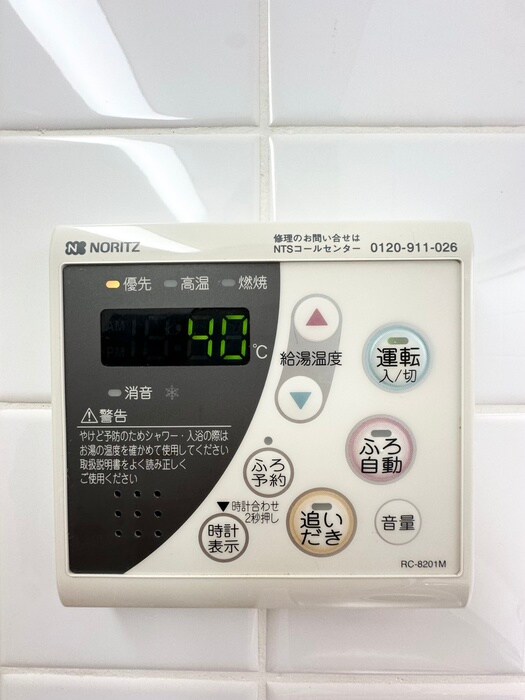 NORITZ
修理のお問い合せは
NTSコールセンター 0120-911-026
優先 高温 燃焼
AM
PM
40 ℃
給湯温度
運転
入/切
消音
警告
やけど予防のためシャワー・入浴の際は
お湯の温度を確かめて使用してください
取扱説明書をよく読み正しく
ご使用ください
ふろ
自動
ふろ
予約
▼時計合わせ
2秒押し
時計
表示
追い
だき
音量
RC-8201M